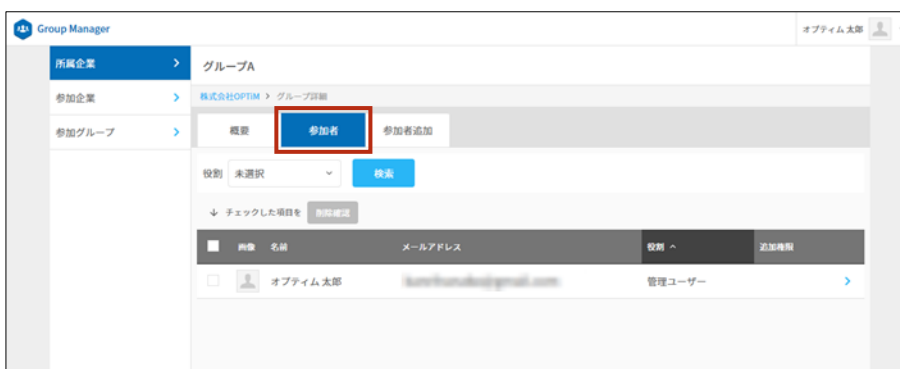 Group Manager
オプティム 太郎
所属企業
参加企業
参加グループ
グループA
株式会社OPTiM > グループ詳細
概要 参加者 参加者追加
役割 未選択 検索
チェックした項目を 削除確認
画像 名前 メールアドレス 役割 追加権限
オプティム 太郎 管理ユーザー